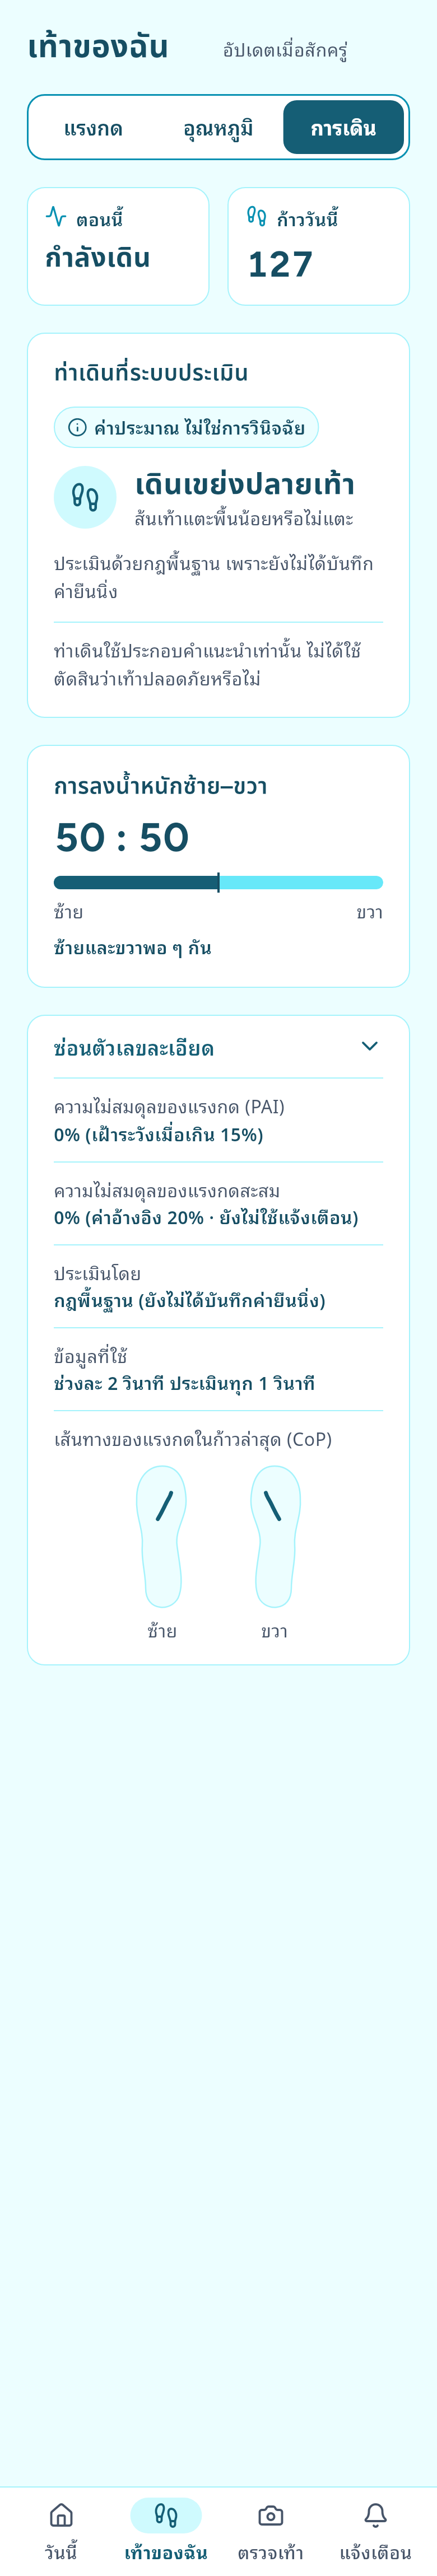 เท้าของฉัน
อัปเดตเมื่อสักครู่
แรงกด
อุณหภูมิ
การเดิน
ตอนนี้
กำลังเดิน
ก้าววันนี้
127
ท่าเดินที่ระบบประเมิน
ค่าประมาณ ไม่ใช่การวินิจฉัย
เดินเขย่งปลายเท้า
ส้นเท้าแตะพื้นน้อยหรือไม่แตะ
ประเมินด้วยกฎพื้นฐาน เพราะยังไม่ได้บันทึก
ค่ายืนนิ่ง
ท่าเดินใช้ประกอบคำแนะนำเท่านั้น ไม่ได้ใช้
ตัดสินว่าเท้าปลอดภัยหรือไม่
การลงน้ำหนักซ้าย–ขวา
50 : 50
ซ้าย
ขวา
ซ้ายและขวาพอ ๆ กัน
ซ่อนตัวเลขละเอียด
ความไม่สมดุลของแรงกด (PAI)
0% (เฝ้าระวังเมื่อเกิน 15%)
ความไม่สมดุลของแรงกดสะสม
0% (ค่าอ้างอิง 20% · ยังไม่ใช้แจ้งเตือน)
ประเมินโดย
กฎพื้นฐาน (ยังไม่ได้บันทึกค่ายืนนิ่ง)
ข้อมูลที่ใช้
ช่วงละ 2 วินาที ประเมินทุก 1 วินาที
เส้นทางของแรงกดในก้าวล่าสุด (CoP)
ซ้าย
ขวา
วันนี้
เท้าของฉัน
ตรวจเท้า
แจ้งเตือน